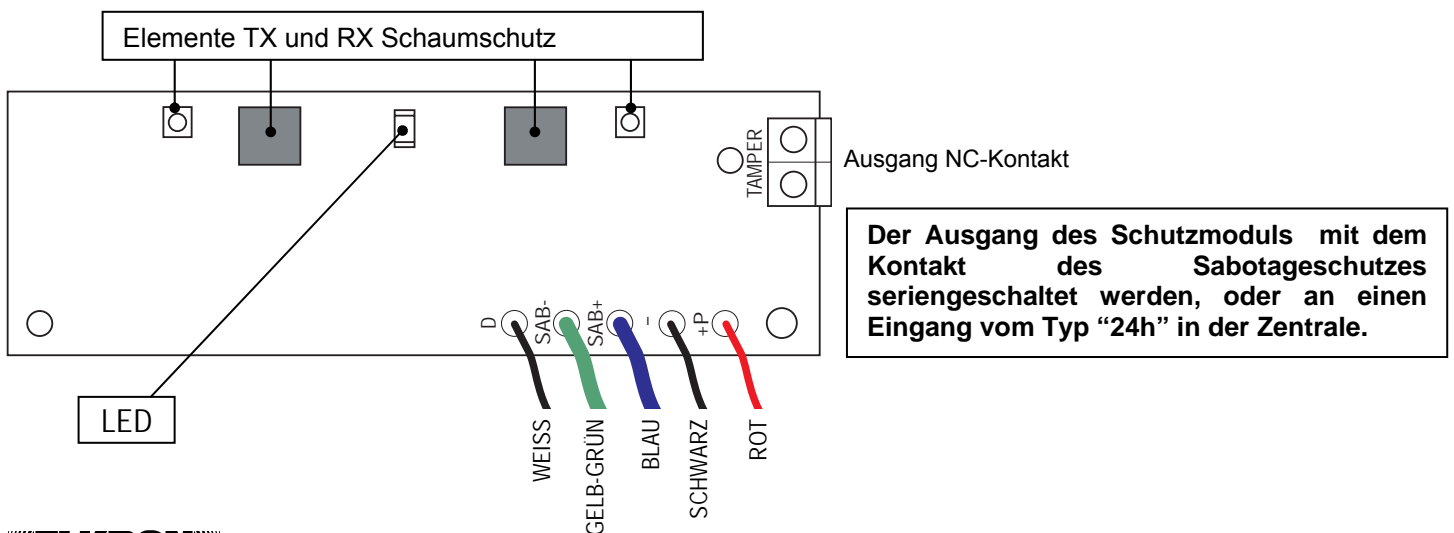 Elemente TX und RX Schaumschutz
TAMPER
Ausgang NC-Kontakt
Der Ausgang des Schutzmoduls mit dem
Kontakt des Sabotageschutzes
seriengeschaltet werden, oder an einen
Eingang vom Typ “24h” in der Zentrale.
D
SAB-
SAB+
-
+P
LED
WEISS
GELB-GRÜN
BLAU
SCHWARZ
ROT